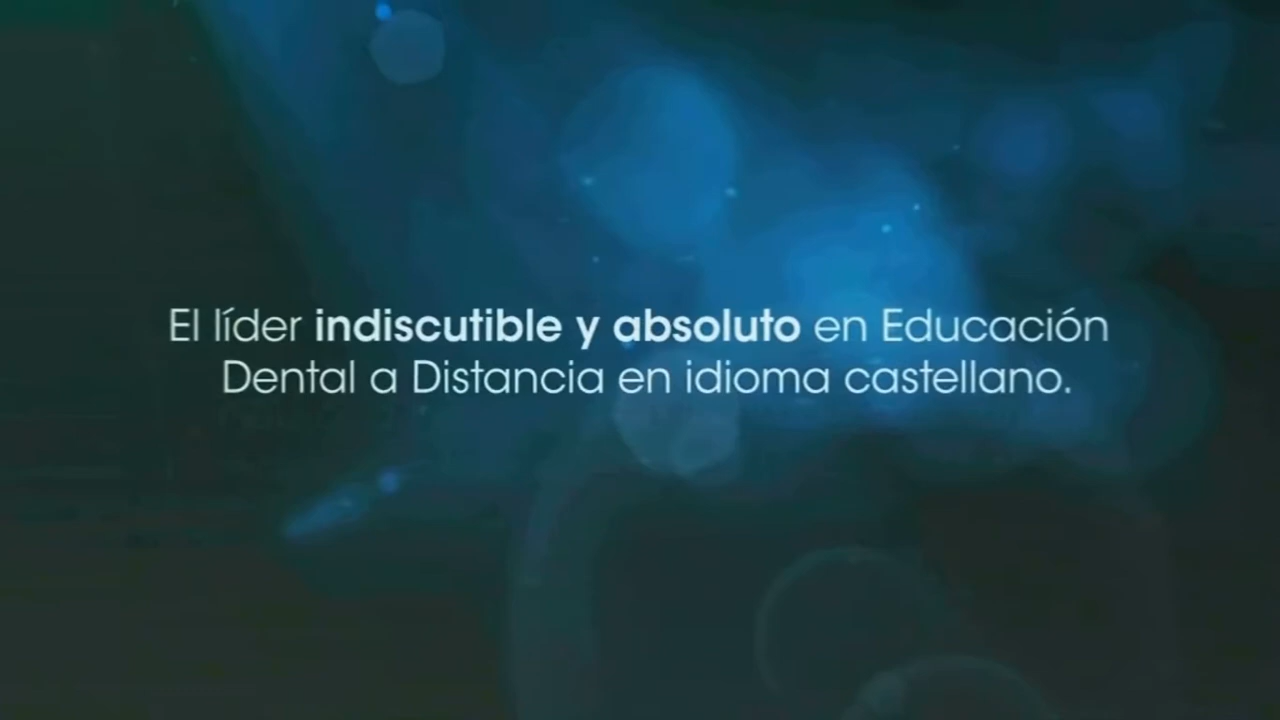 El líder indiscutible y absoluto en Educación
Dental a Distancia en idioma castellano.